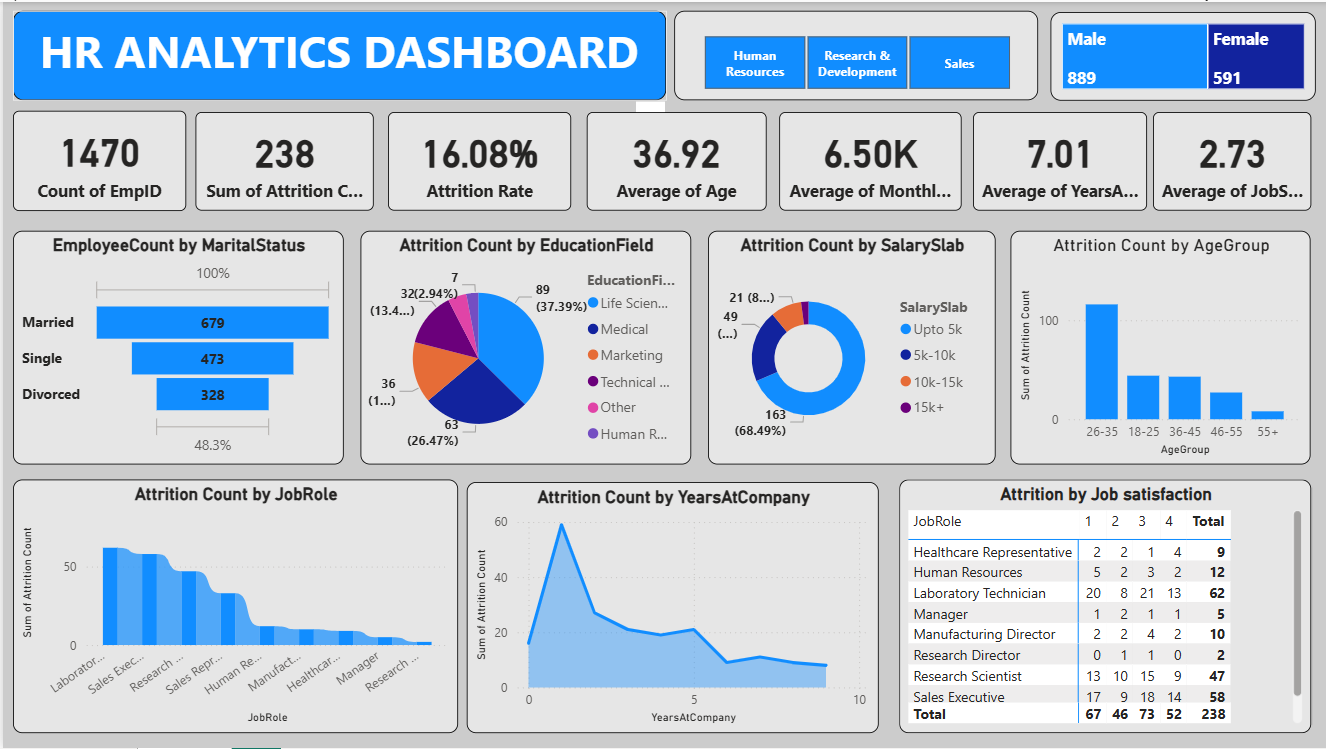 HR ANALYTICS DASHBOARD
Human
Resources
Research &
Development
Sales
Male
889
Female
591
1470
Count of EmpID
238
Sum of Attrition C...
16.08%
Attrition Rate
36.92
Average of Age
6.50K
Average of Monthl...
7.01
Average of YearsA...
2.73
Average of JobS...
EmployeeCount by MaritalStatus
100%
Married 679
Single 473
Divorced 328
48.3%
Attrition Count by EducationField
89
(37.39%)
63
(26.47%)
36
(1...)
32
(13.4...)
7
(2.94%)
EducationFi...
Life Scien...
Medical
Marketing
Technical ...
Other
Human R...
Attrition Count by SalarySlab
21 (8...)
49
(...)
163
(68.49%)
SalarySlab
Upto 5k
5k-10k
10k-15k
15k+
Attrition Count by AgeGroup
Sum of Attrition Count
100
0
26-35 18-25 36-45 46-55 55+
AgeGroup
Attrition Count by JobRole
Sum of Attrition Count
50
0
Laborator...
Sales Exec...
Research ...
Sales Repr...
Human Re...
Manufact...
Healthcar...
Manager
Research ...
JobRole
Attrition Count by YearsAtCompany
Sum of Attrition Count
60
40
20
0
0 5 10
YearsAtCompany
Attrition by Job satisfaction
JobRole 1 2 3 4 Total
Healthcare Representative 2 2 1 4 9
Human Resources 5 2 3 2 12
Laboratory Technician 20 8 21 13 62
Manager 1 2 1 1 5
Manufacturing Director 2 2 4 2 10
Research Director 0 1 1 0 2
Research Scientist 13 10 15 9 47
Sales Executive 17 9 18 14 58
Total 67 46 73 52 238